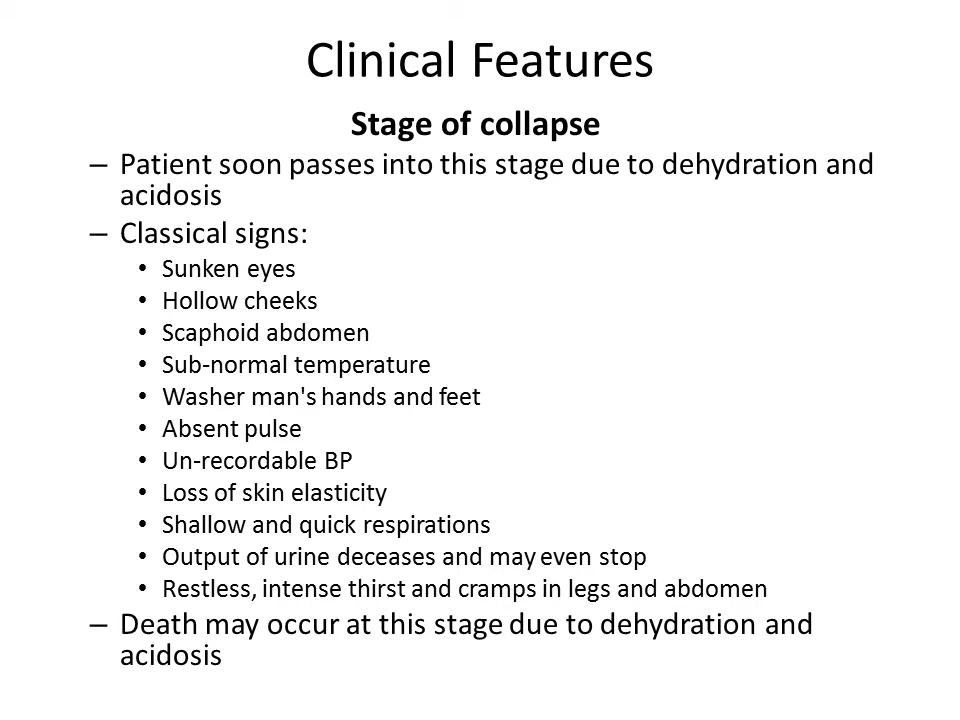 Clinical Features
Stage of collapse
– Patient soon passes into this stage due to dehydration and
acidosis
– Classical signs:
• Sunken eyes
• Hollow cheeks
• Scaphoid abdomen
• Sub-normal temperature
• Washer man's hands and feet
• Absent pulse
• Un-recordable BP
• Loss of skin elasticity
• Shallow and quick respirations
• Output of urine deceases and may even stop
• Restless, intense thirst and cramps in legs and abdomen
– Death may occur at this stage due to dehydration and
acidosis